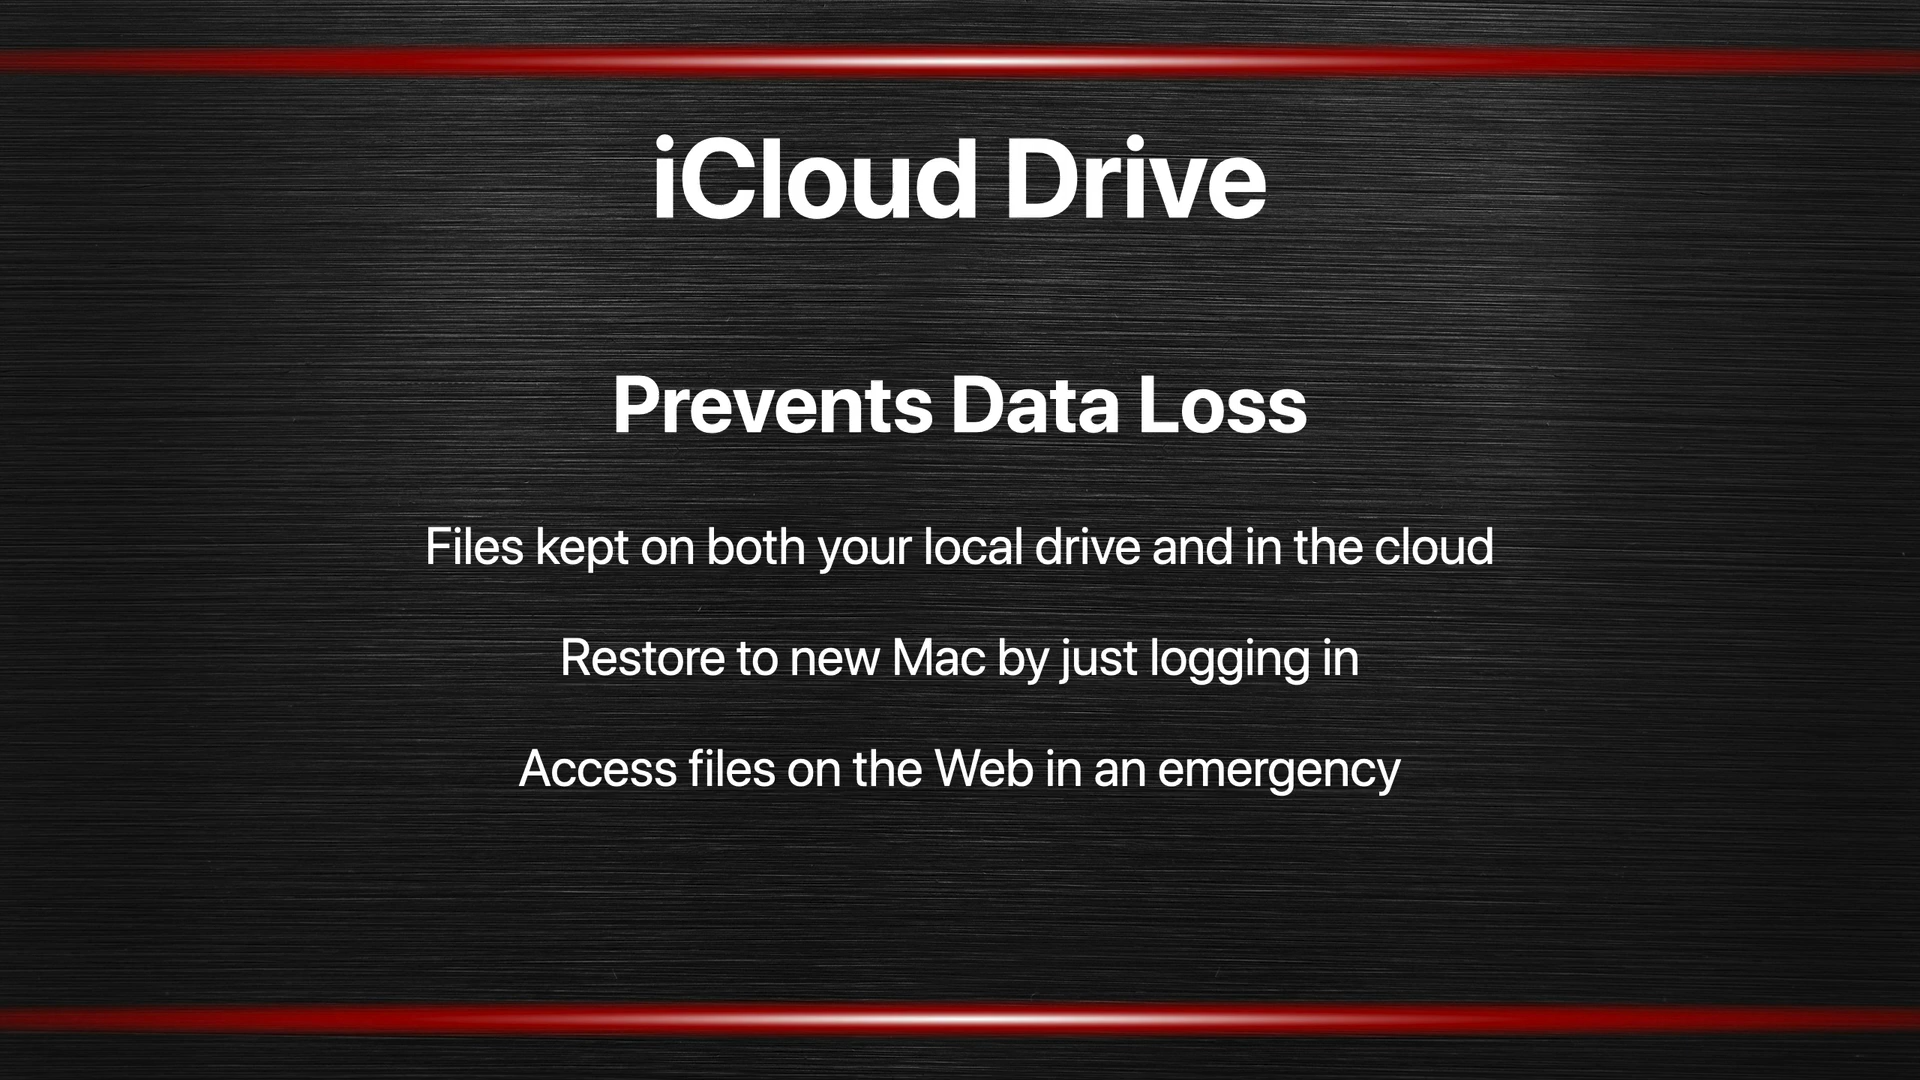 iCloud Drive
Prevents Data Loss
Files kept on both your local drive and in the cloud
Restore to new Mac by just logging in
Access files on the Web in an emergency